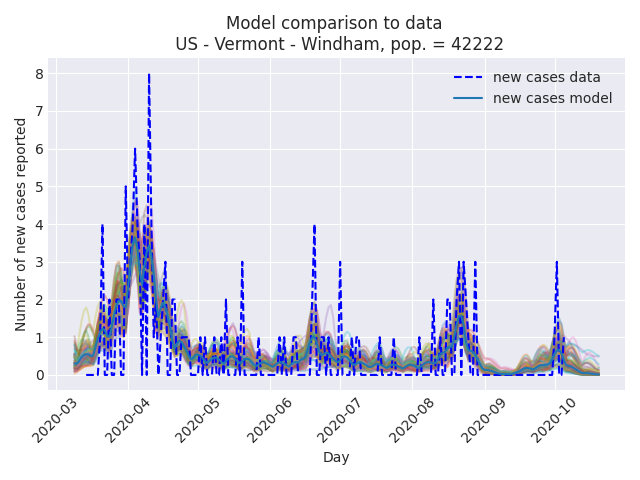 Model comparison to data
US - Vermont - Windham, pop. = 42222
new cases data
new cases model
Number of new cases reported
8
7
6
5
4
3
2
1
0
2020-03
2020-04
2020-05
2020-06
2020-07
2020-08
2020-09
2020-10
Day